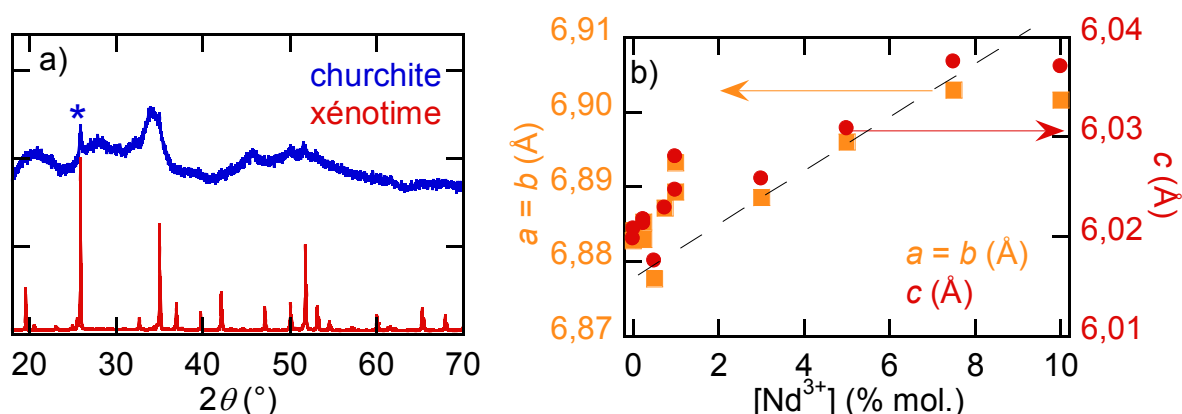 a)
churchite
xénotime
*
20 30 40 50 60 70
2θ (°)
b)
6,91
6,90
6,89
6,88
6,87
a = b (Å)
6,04
6,03
6,02
6,01
c (Å)
a = b (Å)
c (Å)
0 2 4 6 8 10
[Nd³⁺] (% mol.)